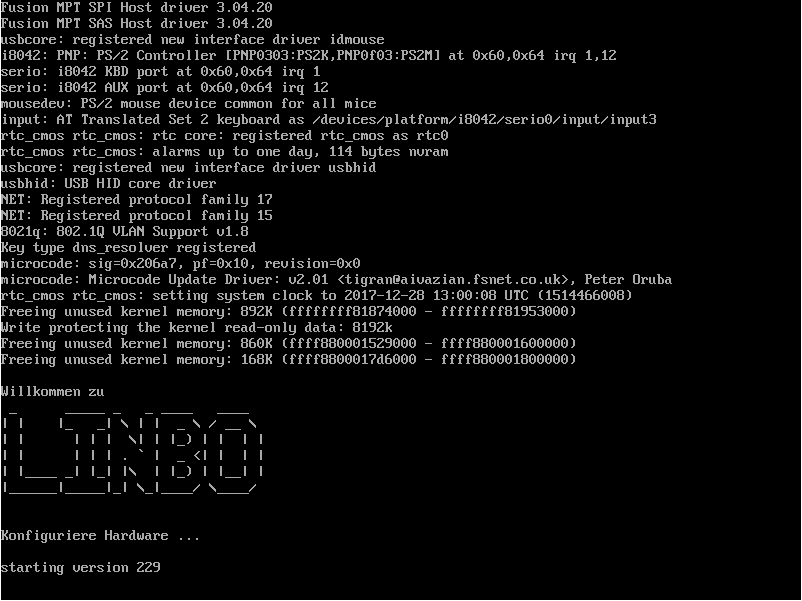 Fusion MPT SPI Host driver 3.04.20
Fusion MPT SAS Host driver 3.04.20
usbcore: registered new interface driver idmouse
i8042: PNP: PS/2 Controller [PNP0303:PS2K,PNP0f03:PS2M] at 0x60,0x64 irq 1,12
serio: i8042 KBD port at 0x60,0x64 irq 1
serio: i8042 AUX port at 0x60,0x64 irq 12
mousedev: PS/2 mouse device common for all mice
input: AT Translated Set 2 keyboard as /devices/platform/i8042/serio0/input/input3
rtc_cmos rtc_cmos: rtc core: registered rtc_cmos as rtc0
rtc_cmos rtc_cmos: alarms up to one day, 114 bytes nvram
usbcore: registered new interface driver usbhid
usbhid: USB HID core driver
NET: Registered protocol family 17
NET: Registered protocol family 15
8021q: 802.1Q VLAN Support v1.8
Key type dns_resolver registered
microcode: sig=0x206a7, pf=0x10, revision=0x0
microcode: Microcode Update Driver: v2.01 <tigran@aivazian.fsnet.co.uk>, Peter Oruba
rtc_cmos rtc_cmos: setting system clock to 2017-12-28 13:00:08 UTC (1514466008)
Freeing unused kernel memory: 892K (ffffffff81874000 - ffffffff81953000)
Write protecting the kernel read-only data: 8192k
Freeing unused kernel memory: 860K (ffff880001529000 - ffff880001600000)
Freeing unused kernel memory: 168K (ffff8800017d6000 - ffff880001800000)
Willkommen zu
LINBO
Konfiguriere Hardware ...
starting version 229